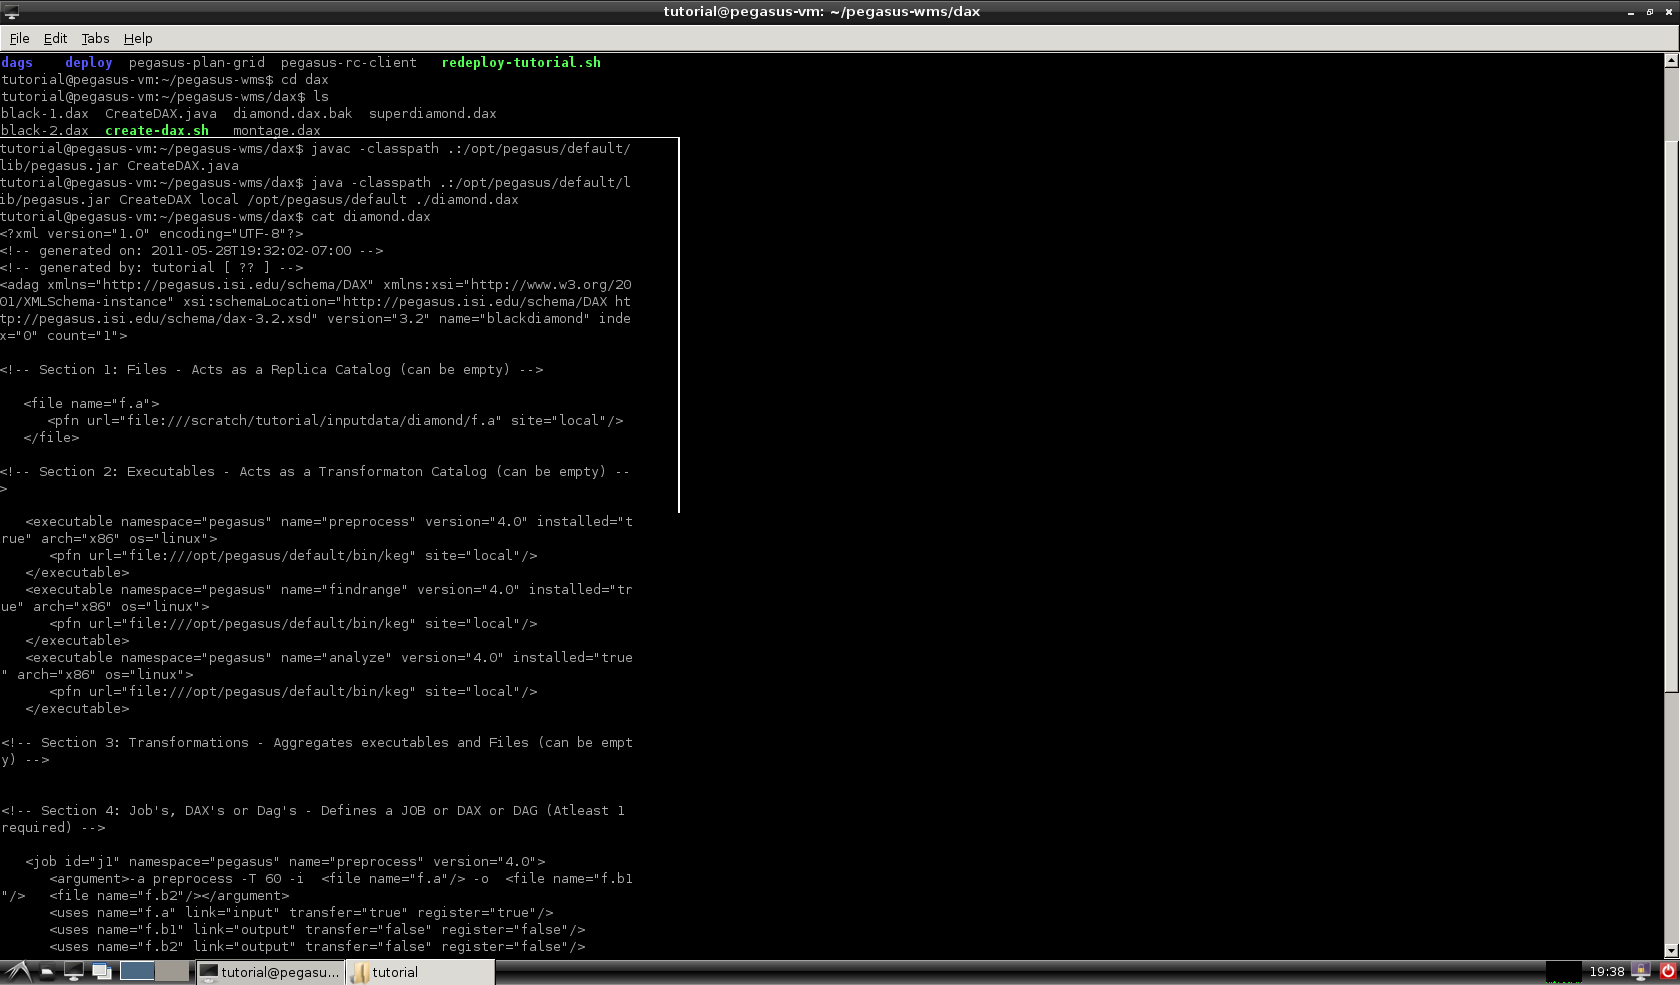 tutorial@pegasus-vm: ~/pegasus-wms/dax
File Edit Tabs Help
dags    deploy  pegasus-plan-grid  pegasus-rc-client   redeploy-tutorial.sh
tutorial@pegasus-vm:~/pegasus-wms$ cd dax
tutorial@pegasus-vm:~/pegasus-wms/dax$ ls
black-1.dax  CreateDAX.java  diamond.dax.bak  superdiamond.dax
black-2.dax  create-dax.sh   montage.dax
tutorial@pegasus-vm:~/pegasus-wms/dax$ javac -classpath .:/opt/pegasus/default/
lib/pegasus.jar CreateDAX.java
tutorial@pegasus-vm:~/pegasus-wms/dax$ java -classpath .:/opt/pegasus/default/l
ib/pegasus.jar CreateDAX local /opt/pegasus/default ./diamond.dax
tutorial@pegasus-vm:~/pegasus-wms/dax$ cat diamond.dax
<?xml version="1.0" encoding="UTF-8"?>
<!-- generated on: 2011-05-28T19:32:02-07:00 -->
<!-- generated by: tutorial [ ?? ] -->
<adag xmlns="http://pegasus.isi.edu/schema/DAX" xmlns:xsi="http://www.w3.org/20
01/XMLSchema-instance" xsi:schemaLocation="http://pegasus.isi.edu/schema/DAX ht
tp://pegasus.isi.edu/schema/dax-3.2.xsd" version="3.2" name="blackdiamond" inde
x="0" count="1">
<!-- Section 1: Files - Acts as a Replica Catalog (can be empty) -->
   <file name="f.a">
      <pfn url="file:///scratch/tutorial/inputdata/diamond/f.a" site="local"/>
   </file>
<!-- Section 2: Executables - Acts as a Transformaton Catalog (can be empty) --
>
   <executable namespace="pegasus" name="preprocess" version="4.0" installed="t
rue" arch="x86" os="linux">
      <pfn url="file:///opt/pegasus/default/bin/keg" site="local"/>
   </executable>
   <executable namespace="pegasus" name="findrange" version="4.0" installed="tr
ue" arch="x86" os="linux">
      <pfn url="file:///opt/pegasus/default/bin/keg" site="local"/>
   </executable>
   <executable namespace="pegasus" name="analyze" version="4.0" installed="true
" arch="x86" os="linux">
      <pfn url="file:///opt/pegasus/default/bin/keg" site="local"/>
   </executable>
<!-- Section 3: Transformations - Aggregates executables and Files (can be empt
y) -->
<!-- Section 4: Job's, DAX's or Dag's - Defines a JOB or DAX or DAG (Atleast 1
required) -->
   <job id="j1" namespace="pegasus" name="preprocess" version="4.0">
      <argument>-a preprocess -T 60 -i  <file name="f.a"/> -o  <file name="f.b1
"/>   <file name="f.b2"/></argument>
      <uses name="f.a" link="input" transfer="true" register="true"/>
      <uses name="f.b1" link="output" transfer="false" register="false"/>
      <uses name="f.b2" link="output" transfer="false" register="false"/>
tutorial@pegasu... tutorial 19:38